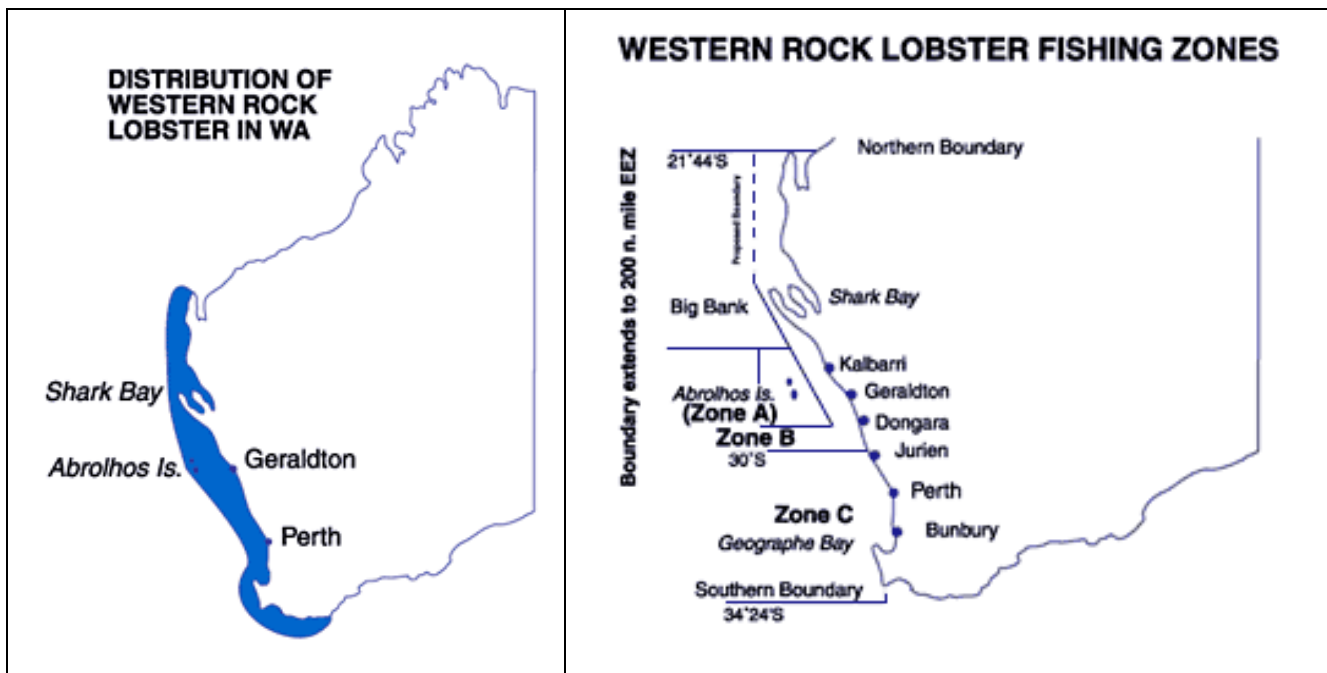 DISTRIBUTION OF
WESTERN ROCK
LOBSTER IN WA
Shark Bay
Abrolhos Is.
Geraldton
Perth
WESTERN ROCK LOBSTER FISHING ZONES
Boundary extends to 200 n. mile EEZ
Northern Boundary
21°44'S
Proposed Boundary
Shark Bay
Big Bank
Kalbarri
Abrolhos Is.
(Zone A)
Geraldton
Dongara
Zone B
30°S
Jurien
Perth
Zone C
Geographe Bay
Bunbury
Southern Boundary
34°24'S